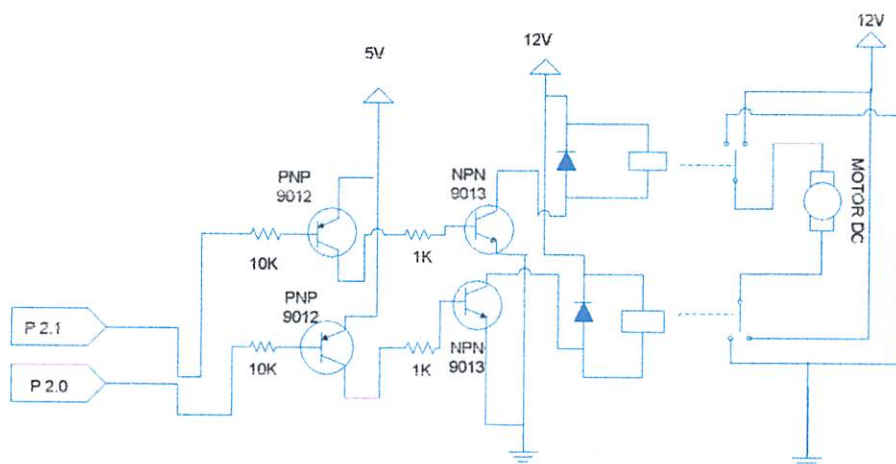 12V
5V
12V
PNP
9012
NPN
9013
MOTOR DC
10K
1K
PNP
9012
P 2.1
NPN
9013
10K
1K
P 2.0